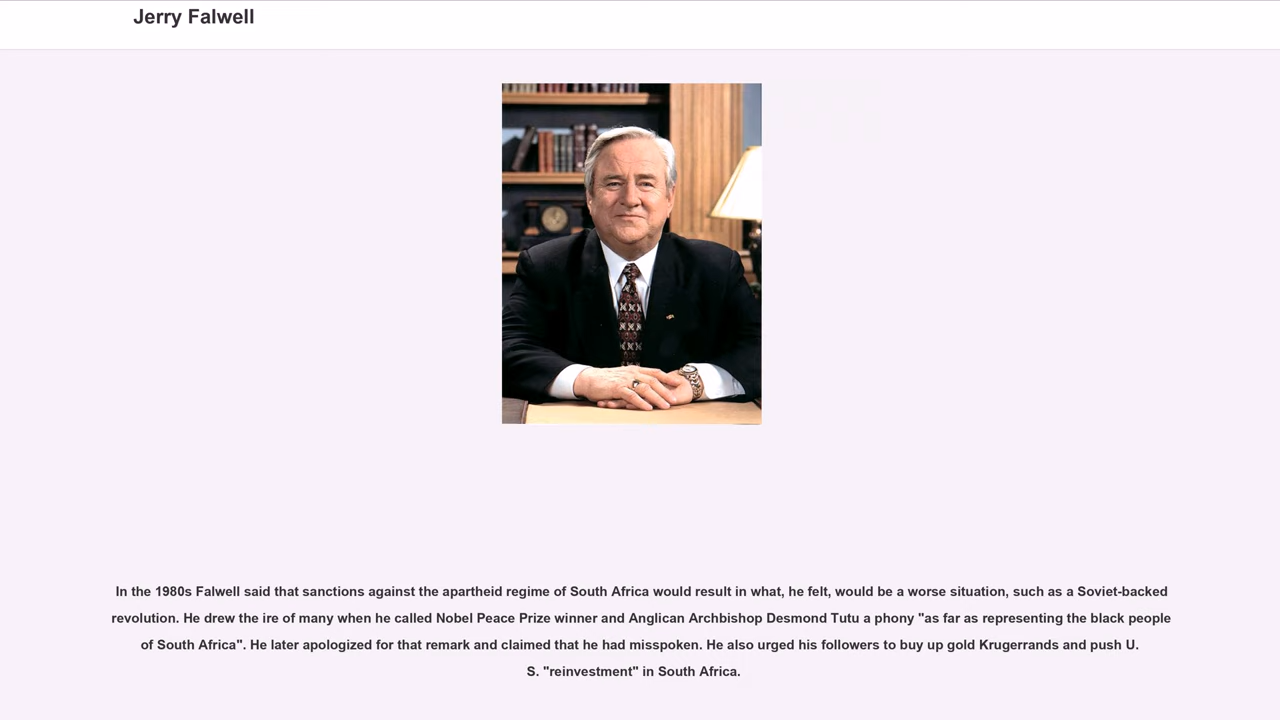 Jerry Falwell
In the 1980s Falwell said that sanctions against the apartheid regime of South Africa would result in what, he felt, would be a worse situation, such as a Soviet-backed
revolution. He drew the ire of many when he called Nobel Peace Prize winner and Anglican Archbishop Desmond Tutu a phony "as far as representing the black people
of South Africa". He later apologized for that remark and claimed that he had misspoken. He also urged his followers to buy up gold Krugerrands and push U.
S. "reinvestment" in South Africa.